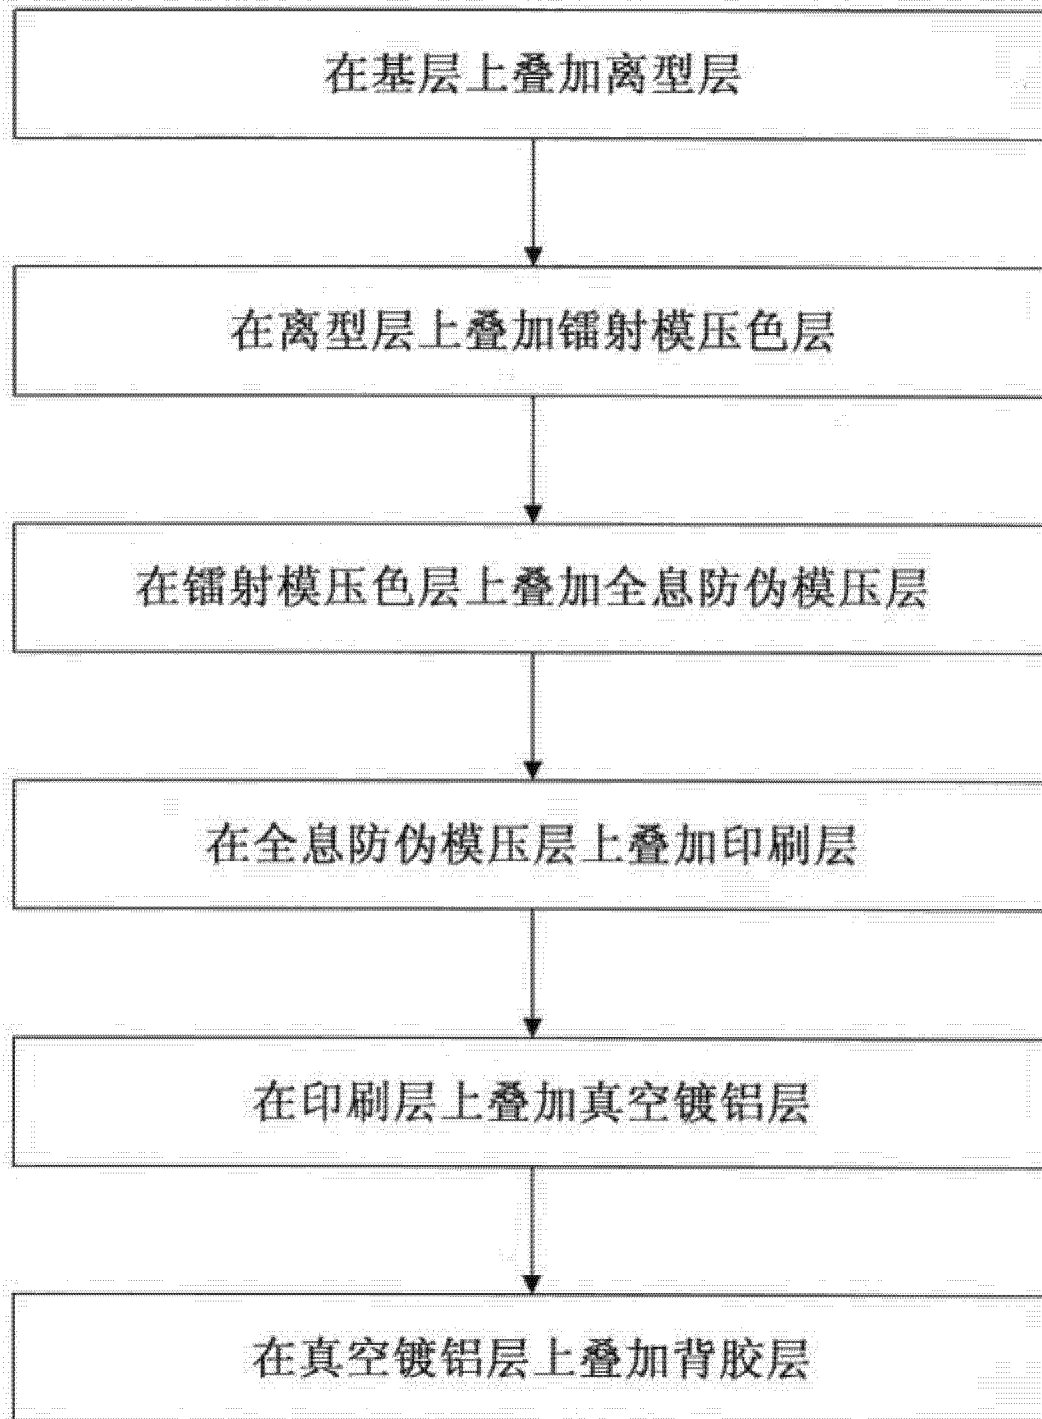 在基层上叠加离型层
在离型层上叠加镭射模压色层
在镭射模压色层上叠加全息防伪模压层
在全息防伪模压层上叠加印刷层
在印刷层上叠加真空镀铝层
在真空镀铝层上叠加背胶层